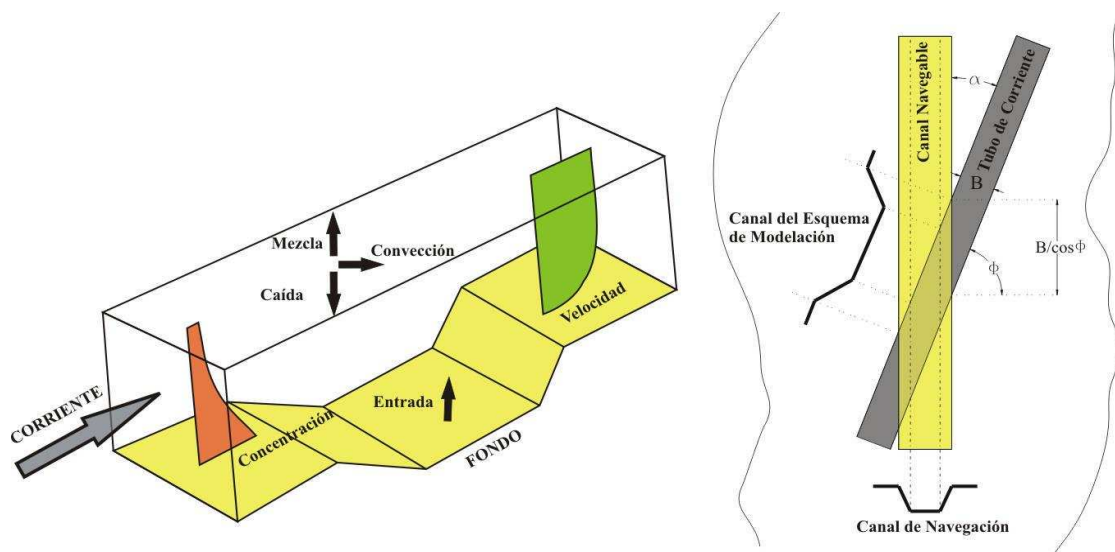 Mezcla
Convección
Caída
Velocidad
Entrada
CORRIENTE
Concentración
FONDO
α
Canal Navegable
Tubo de Corriente
B
Canal del Esquema
de Modelación
B/cosϕ
ϕ
Canal de Navegación